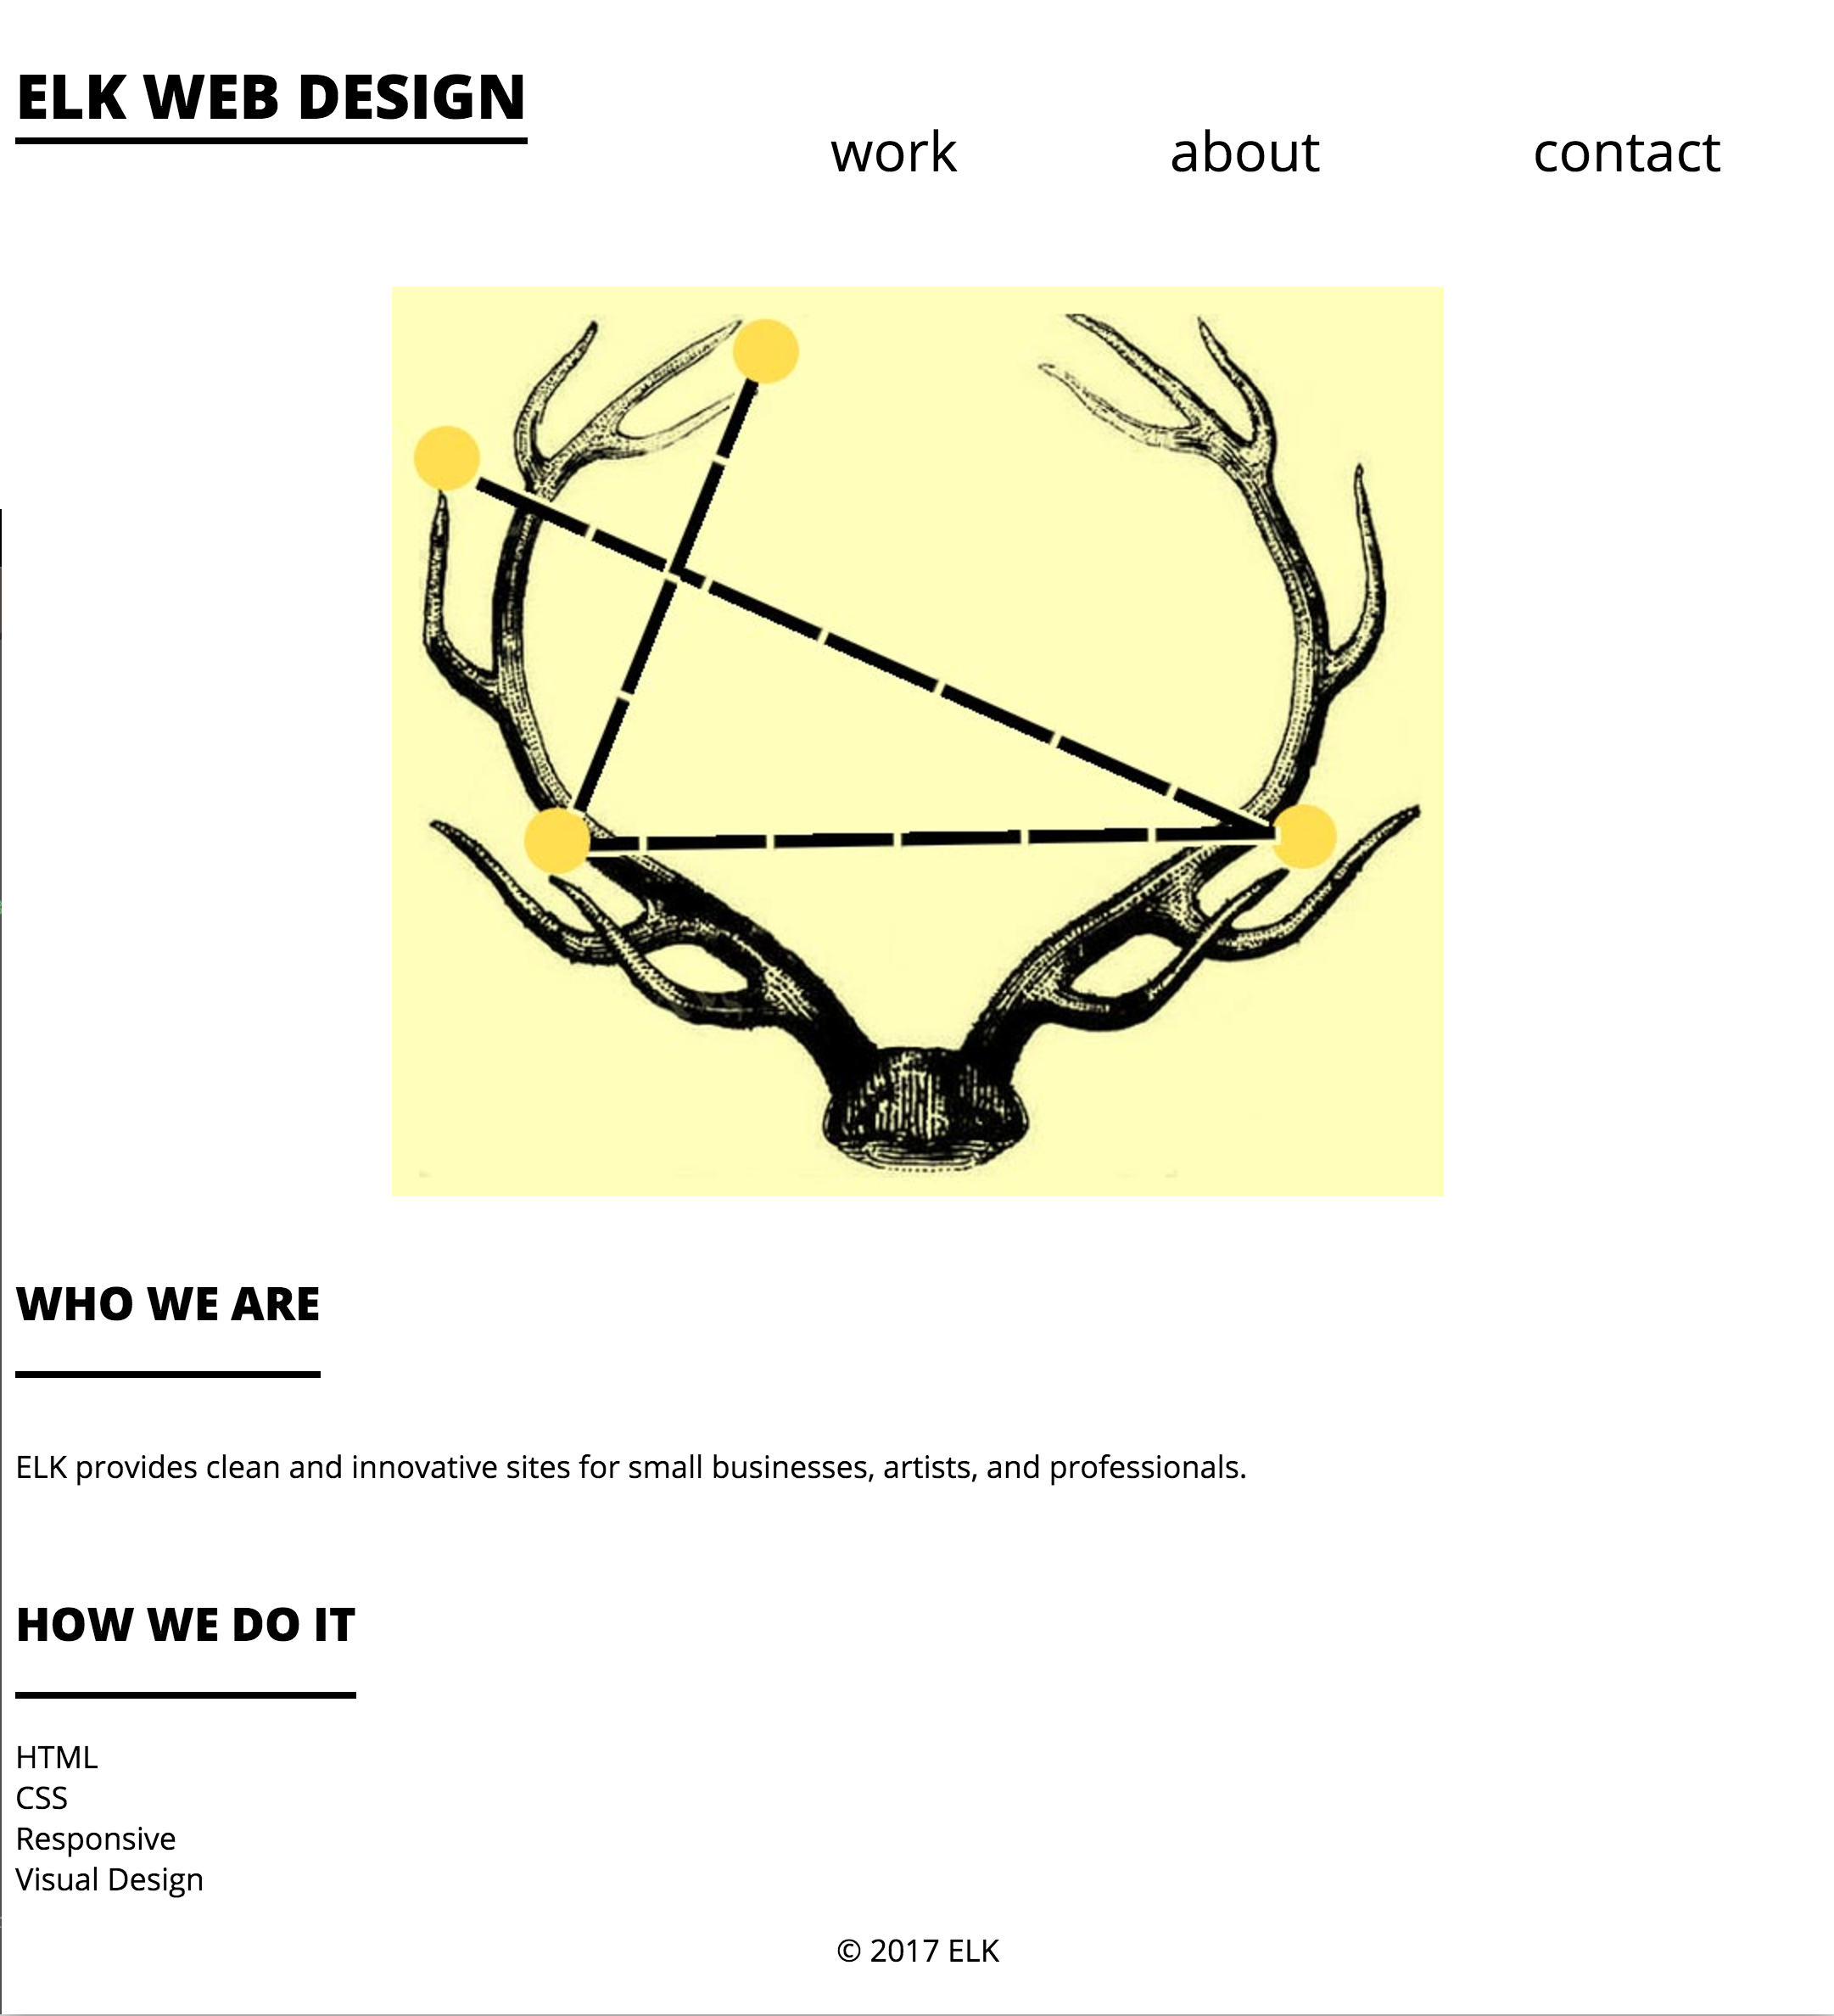 ELK WEB DESIGN
work about contact
WHO WE ARE
ELK provides clean and innovative sites for small businesses, artists, and professionals.
HOW WE DO IT
HTML
CSS
Responsive
Visual Design
© 2017 ELK